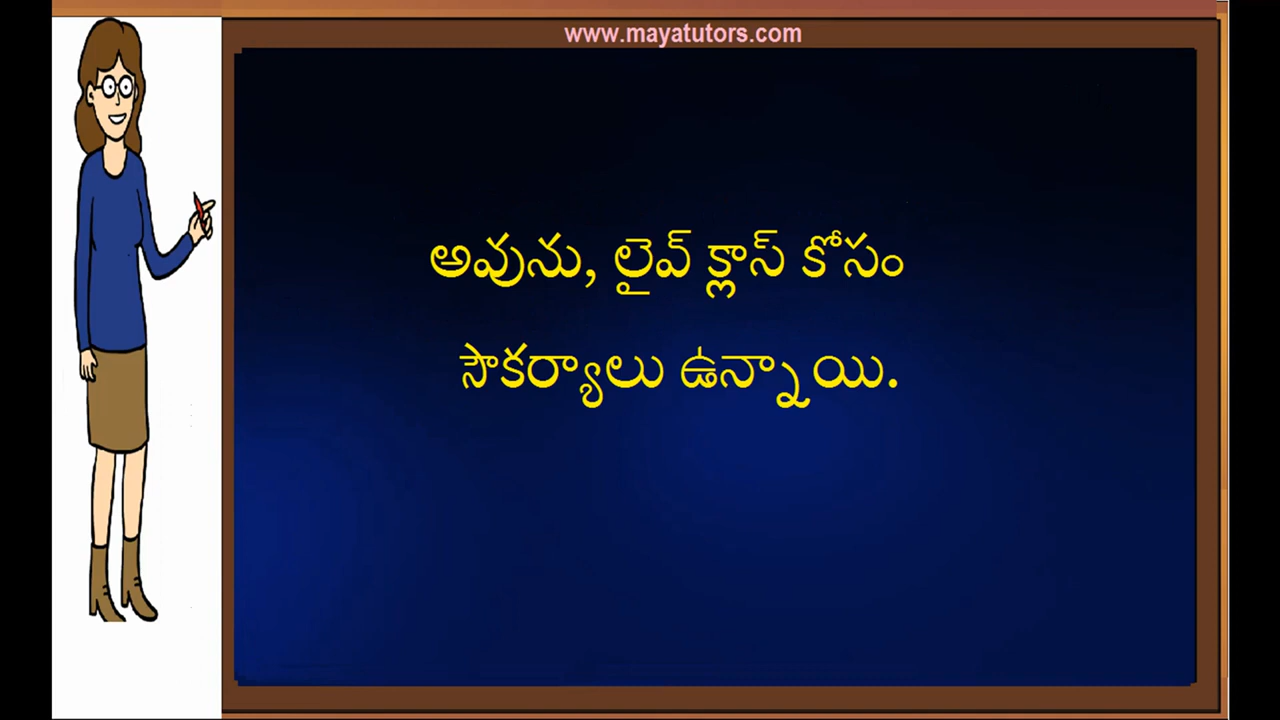 www.mayatutors.com
అవును, లైవ్ క్లాస్ కోసం
సౌకర్యాలు ఉన్నాయి.